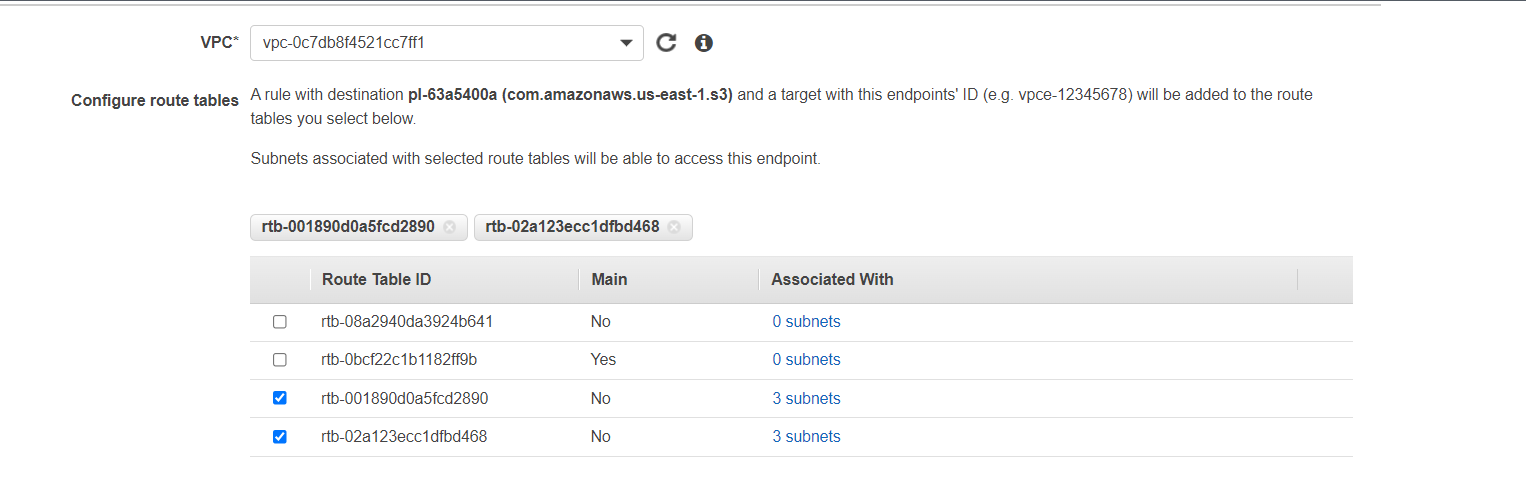 VPC* vpc-0c7db8f4521cc7ff1
Configure route tables A rule with destination pl-63a5400a (com.amazonaws.us-east-1.s3) and a target with this endpoints' ID (e.g. vpce-12345678) will be added to the route
tables you select below.
Subnets associated with selected route tables will be able to access this endpoint.
rtb-001890d0a5fcd2890 rtb-02a123ecc1dfbd468
Route Table ID Main Associated With
rtb-08a2940da3924b641 No 0 subnets
rtb-0bcf22c1b1182ff9b Yes 0 subnets
rtb-001890d0a5fcd2890 No 3 subnets
rtb-02a123ecc1dfbd468 No 3 subnets